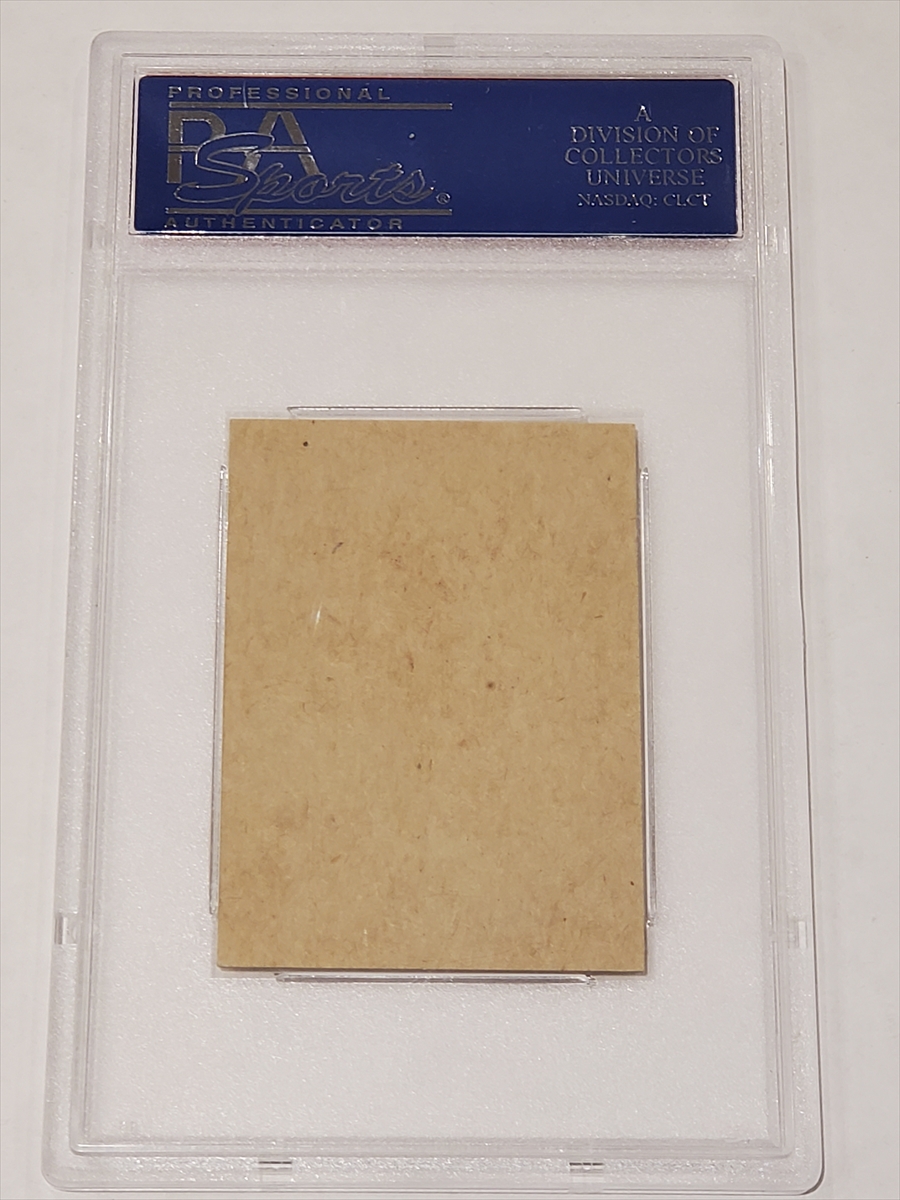 PROFESSIONAL
PSA
Sports®
AUTHENTICATOR
A
DIVISION OF
COLLECTORS
UNIVERSE
NASDAQ: CLCT